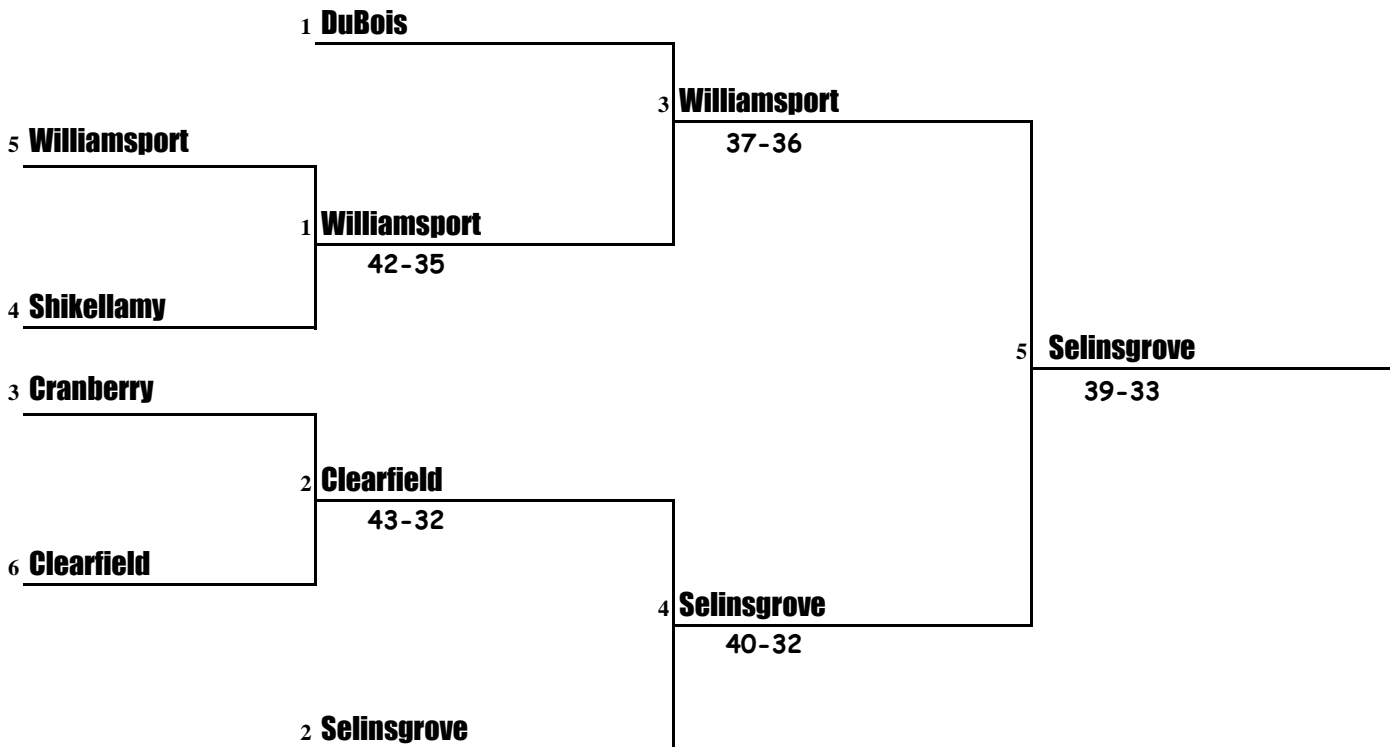 1 DuBois
3 Williamsport
37-36
5 Williamsport
1 Williamsport
42-35
4 Shikellamy
5 Selinsgrove
39-33
3 Cranberry
2 Clearfield
43-32
6 Clearfield
4 Selinsgrove
40-32
2 Selinsgrove